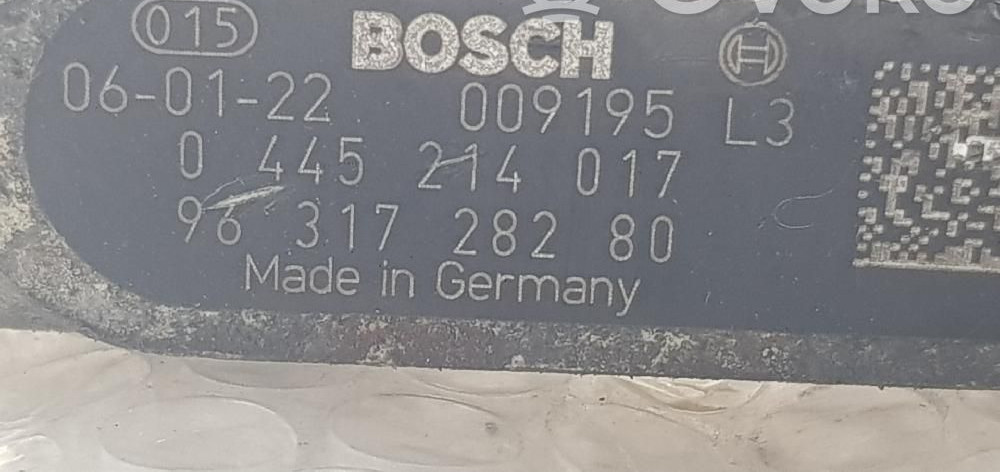 015 BOSCH
06-01-22 009195 L3
0 445 214 017
96 317 282 80
Made in Germany